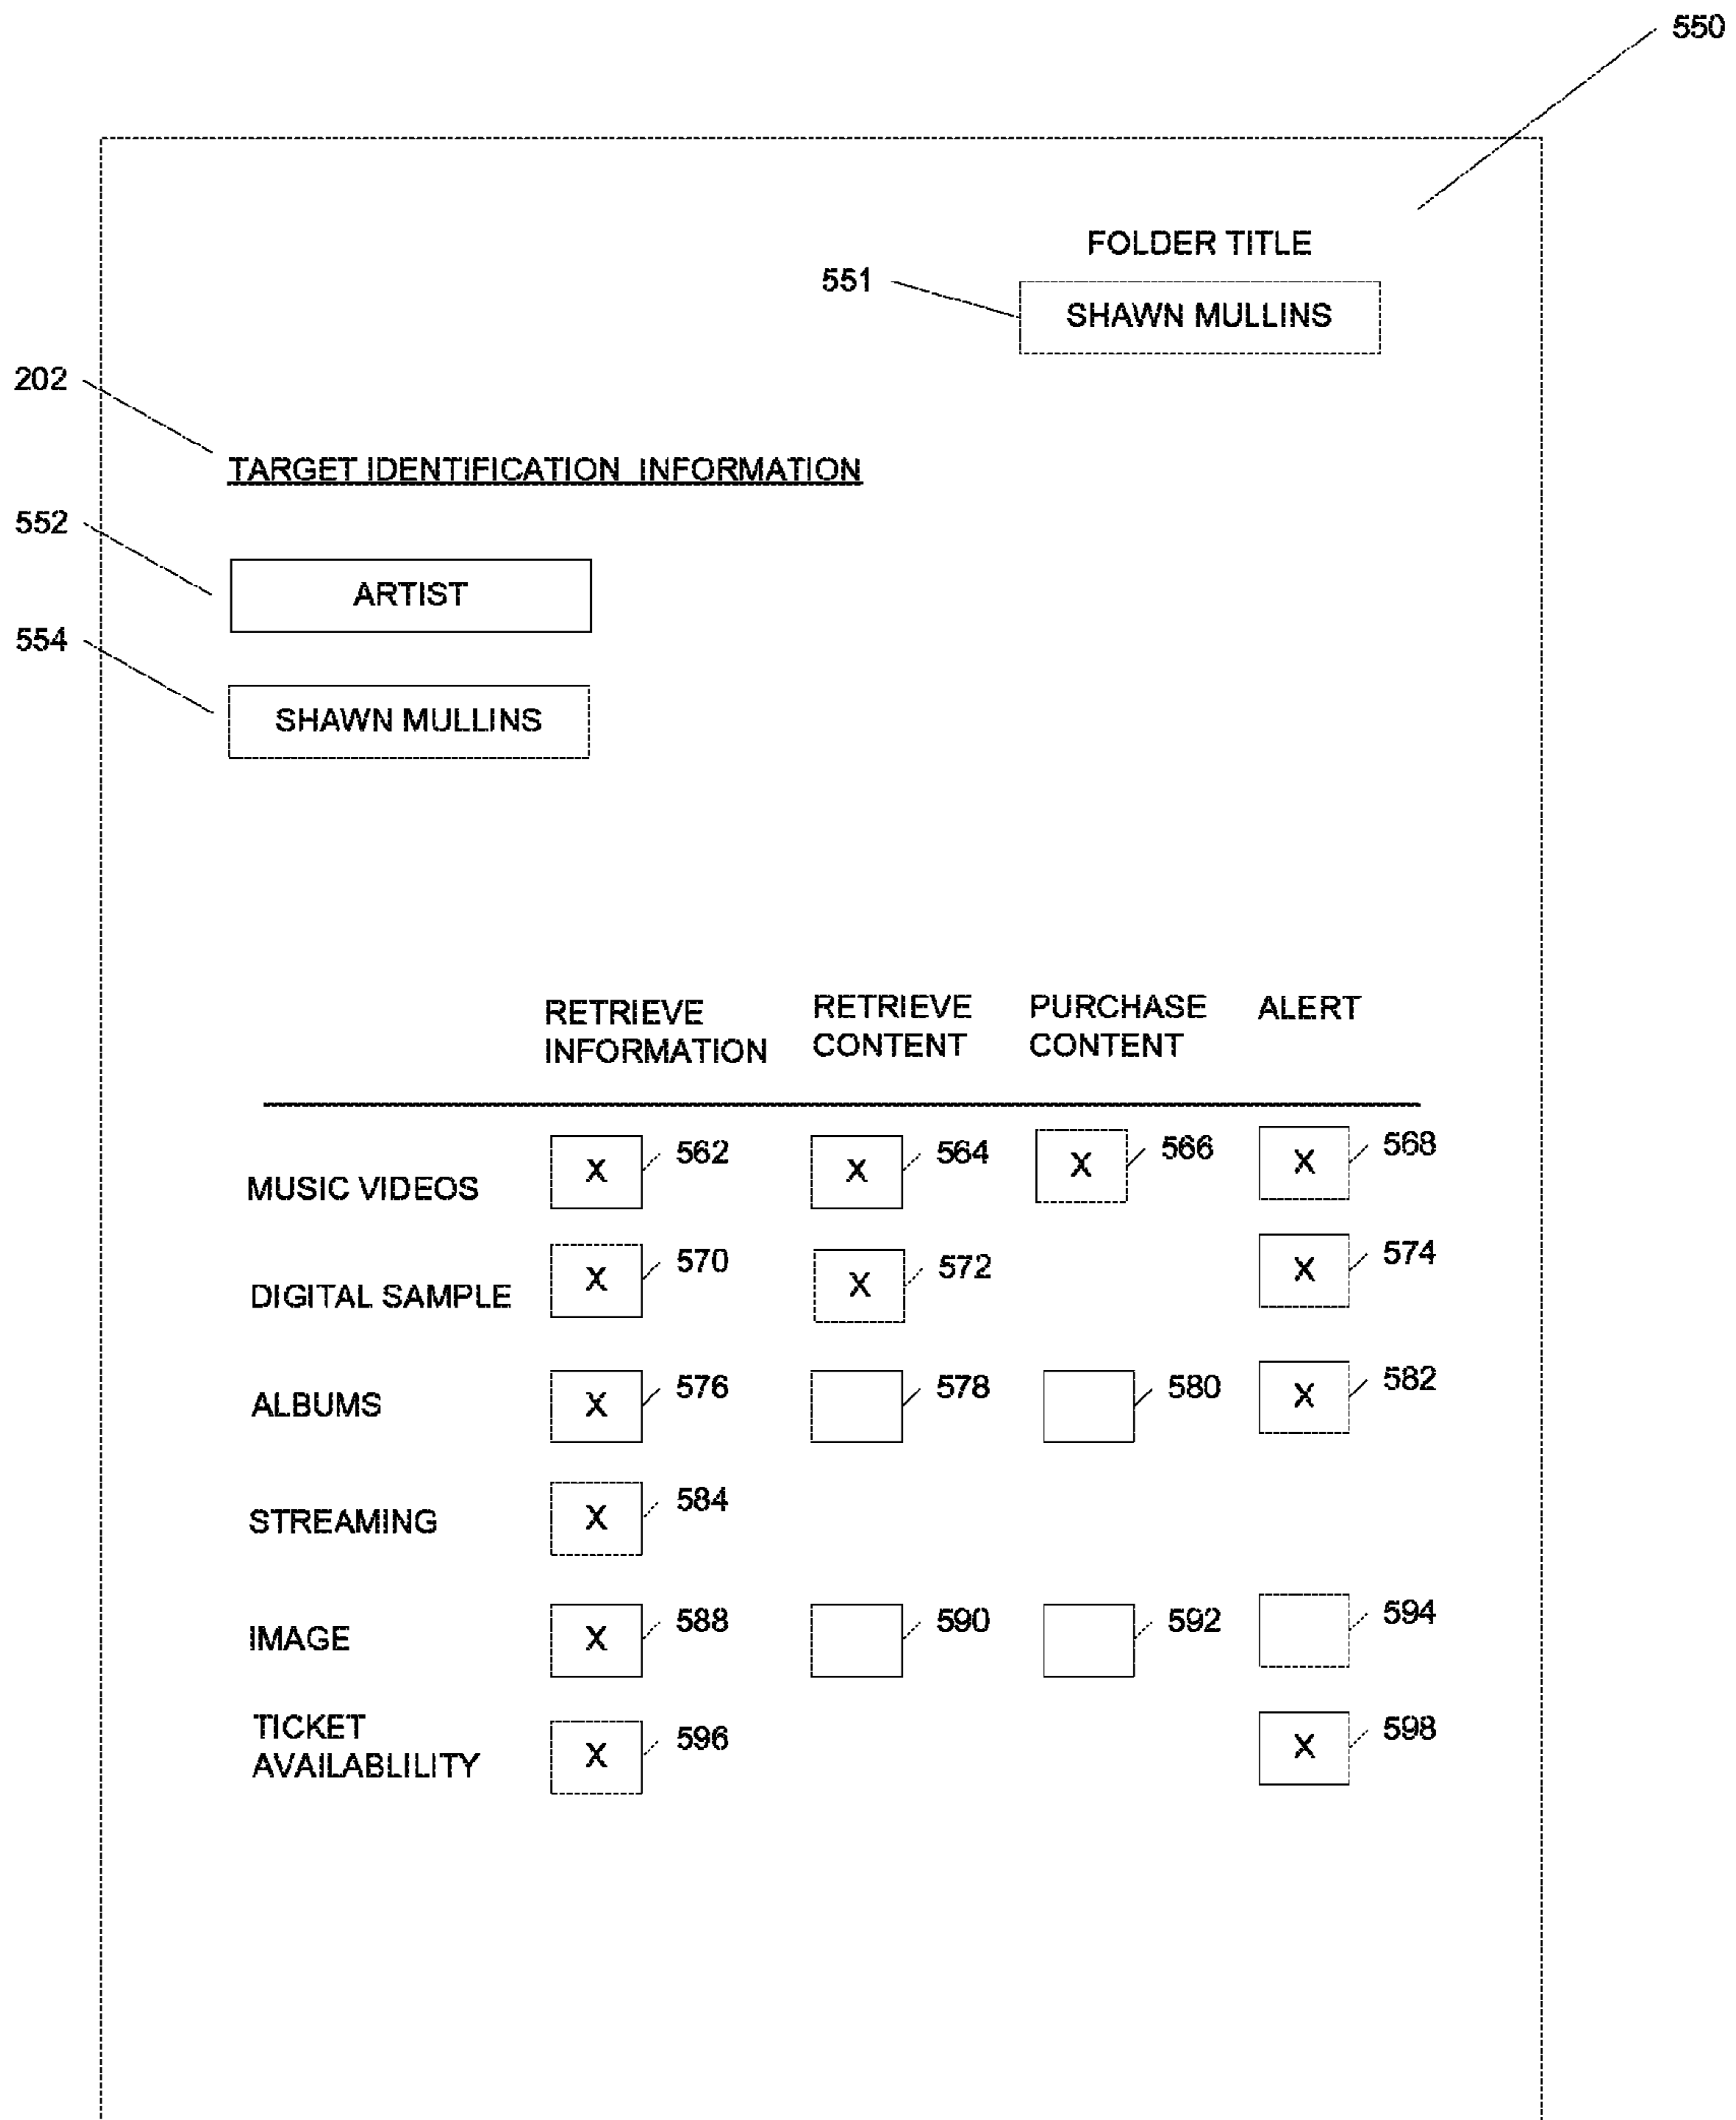 550
FOLDER TITLE
551
SHAWN MULLINS
202
TARGET IDENTIFICATION INFORMATION
552
ARTIST
554
SHAWN MULLINS
RETRIEVE INFORMATION
RETRIEVE CONTENT
PURCHASE CONTENT
ALERT
MUSIC VIDEOS X 562 X 564 X 566 X 568
DIGITAL SAMPLE X 570 X 572 X 574
ALBUMS X 576 578 580 X 582
STREAMING X 584
IMAGE X 588 590 592 594
TICKET
AVAILABLILITY X 596 X 598